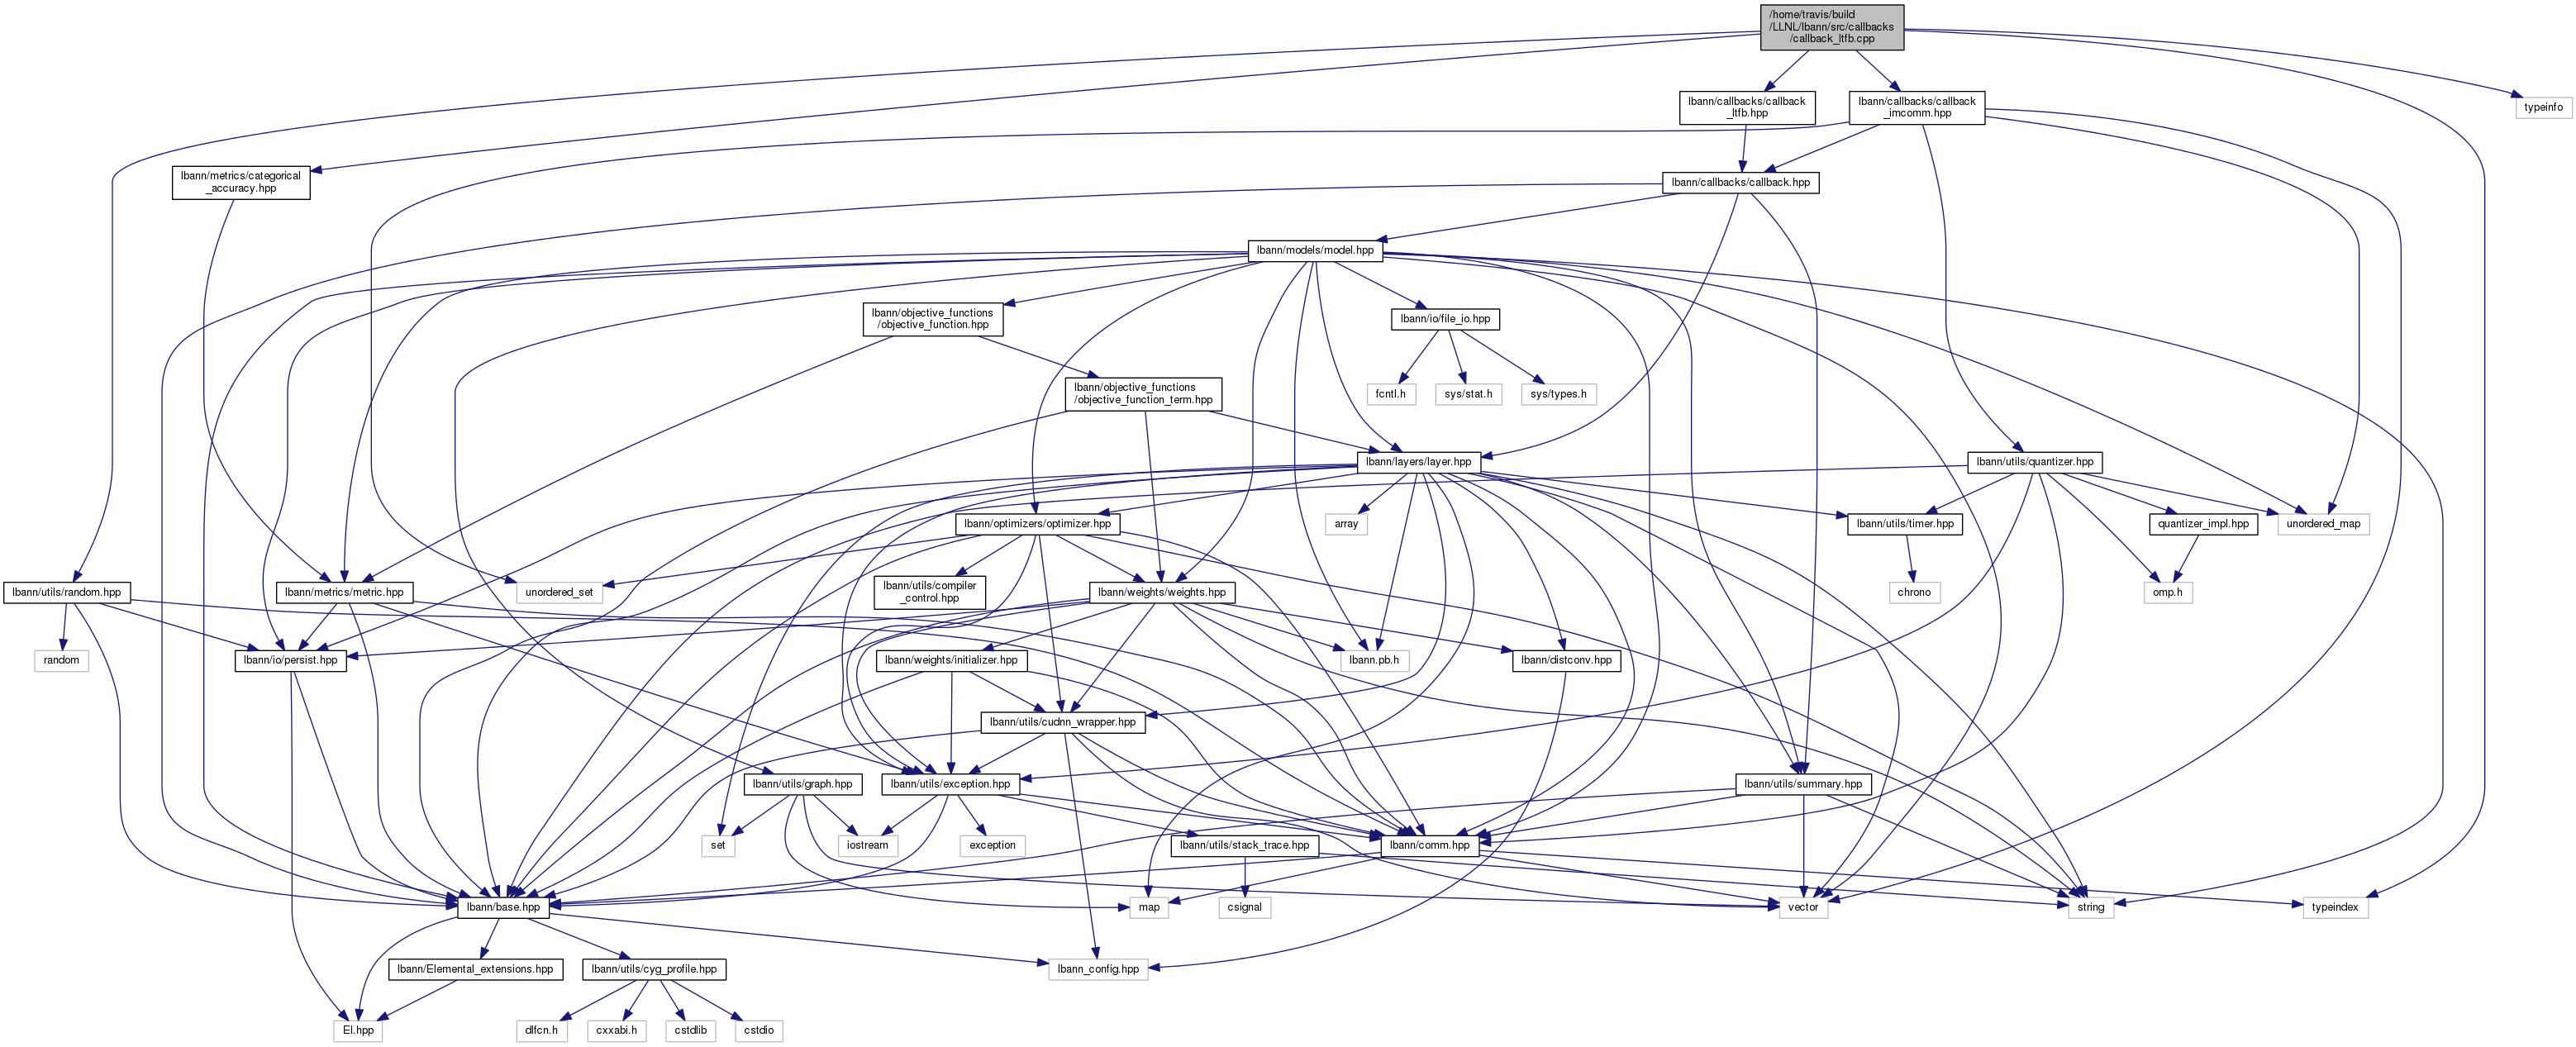 /home/travis/build
/LLNL/lbann/src/callbacks
/callback_ltfb.cpp
lbann/callbacks/callback
_ltfb.hpp
lbann/callbacks/callback
_imcomm.hpp
typeinfo
lbann/metrics/categorical
_accuracy.hpp
lbann/callbacks/callback.hpp
lbann/models/model.hpp
lbann/objective_functions
/objective_function.hpp
lbann/io/file_io.hpp
lbann/objective_functions
/objective_function_term.hpp
fcntl.h
sys/stat.h
sys/types.h
lbann/layers/layer.hpp
lbann/utils/quantizer.hpp
lbann/optimizers/optimizer.hpp
array
lbann/utils/timer.hpp
quantizer_impl.hpp
unordered_map
lbann/utils/random.hpp
lbann/metrics/metric.hpp
unordered_set
lbann/utils/compiler
_control.hpp
lbann/weights/weights.hpp
chrono
omp.h
random
lbann/io/persist.hpp
lbann/weights/initializer.hpp
lbann.pb.h
lbann/distconv.hpp
lbann/utils/cudnn_wrapper.hpp
lbann/utils/graph.hpp
lbann/utils/exception.hpp
lbann/utils/summary.hpp
set
iostream
exception
lbann/utils/stack_trace.hpp
lbann/comm.hpp
lbann/base.hpp
map
csignal
vector
string
typeindex
lbann/Elemental_extensions.hpp
lbann/utils/cyg_profile.hpp
lbann_config.hpp
El.hpp
dlfcn.h
cxxabi.h
cstdlib
cstdio